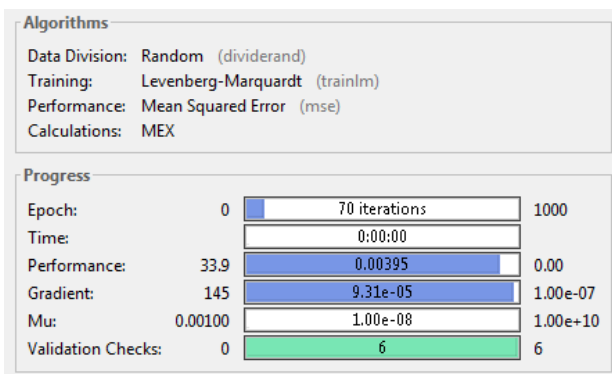 Algorithms
Data Division: Random (dividerand)
Training: Levenberg-Marquardt (trainlm)
Performance: Mean Squared Error (mse)
Calculations: MEX
Progress
Epoch: 0 70 iterations 1000
Time: 0:00:00
Performance: 33.9 0.00395 0.00
Gradient: 145 9.31e-05 1.00e-07
Mu: 0.00100 1.00e-08 1.00e+10
Validation Checks: 0 6 6